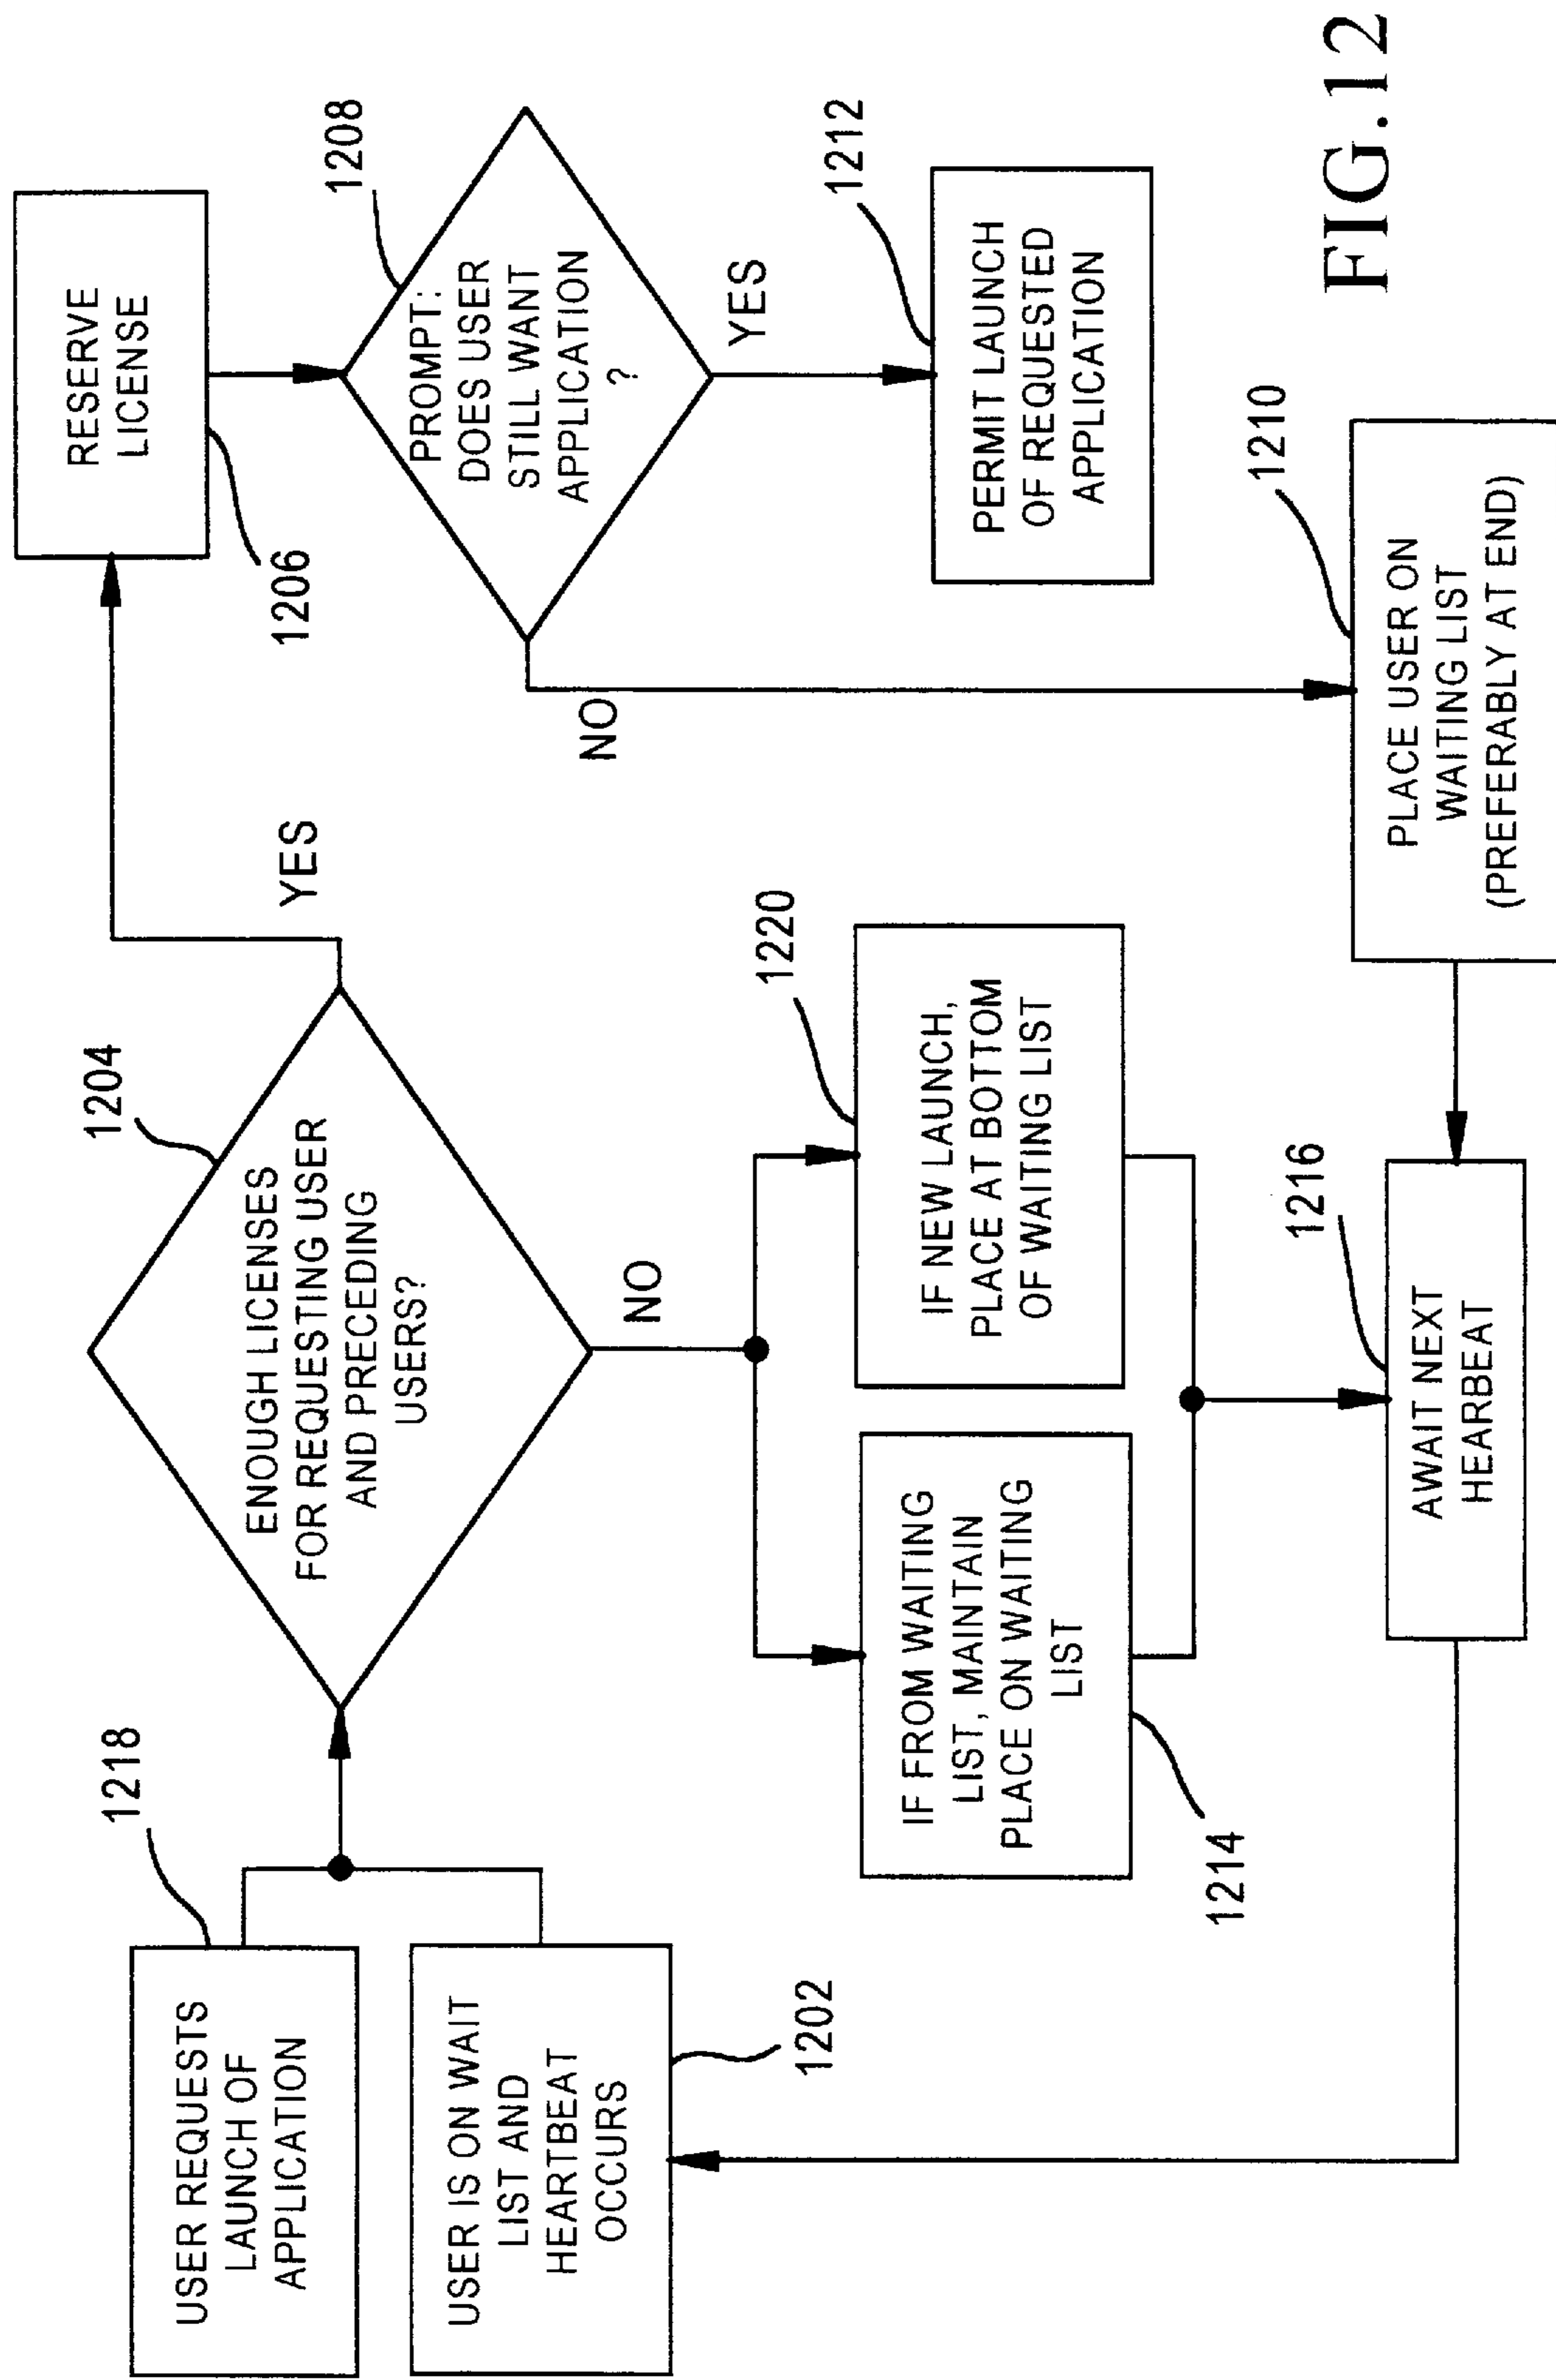 1218
USER REQUESTS
LAUNCH OF
APPLICATION
USER IS ON WAIT
LIST AND
HEARTBEAT
OCCURS
1202
1204
ENOUGH LICENSES
FOR REQUESTING USER
AND PRECEDING
USERS?
YES
NO
RESERVE
LICENSE
1206
1208
PROMPT:
DOES USER
STILL WANT
APPLICATION
?
YES
NO
1212
PERMIT LAUNCH
OF REQUESTED
APPLICATION
IF FROM WAITING
LIST, MAINTAIN
PLACE ON WAITING
LIST
1214
1220
IF NEW LAUNCH,
PLACE AT BOTTOM
OF WAITING LIST
1210
PLACE USER ON
WAITING LIST
(PREFERABLY AT END)
1216
AWAIT NEXT
HEARBEAT
FIG.12